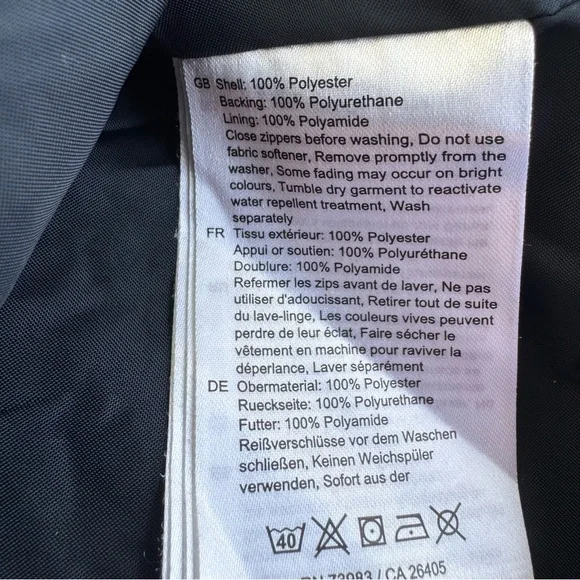 GB Shell: 100% Polyester
Backing: 100% Polyurethane
Lining: 100% Polyamide
Close zippers before washing, Do not use
fabric softener, Remove promptly from the
washer, Some fading may occur on bright
colours, Tumble dry garment to reactivate
water repellent treatment, Wash
separately
FR Tissu extérieur: 100% Polyester
Appui or soutien: 100% Polyuréthane
Doublure: 100% Polyamide
Refermer les zips avant de laver, Ne pas
utiliser d'adoucissant, Retirer tout de suite
du lave-linge, Les couleurs vives peuvent
perdre de leur éclat, Faire sécher le
vêtement en machine pour raviver la
déperlance, Laver séparément
DE Obermaterial: 100% Polyester
Rueckseite: 100% Polyurethane
Futter: 100% Polyamide
Reißverschlüsse vor dem Waschen
schließen, Keinen Weichspüler
verwenden, Sofort aus der
40
RN 73983 / CA 26405